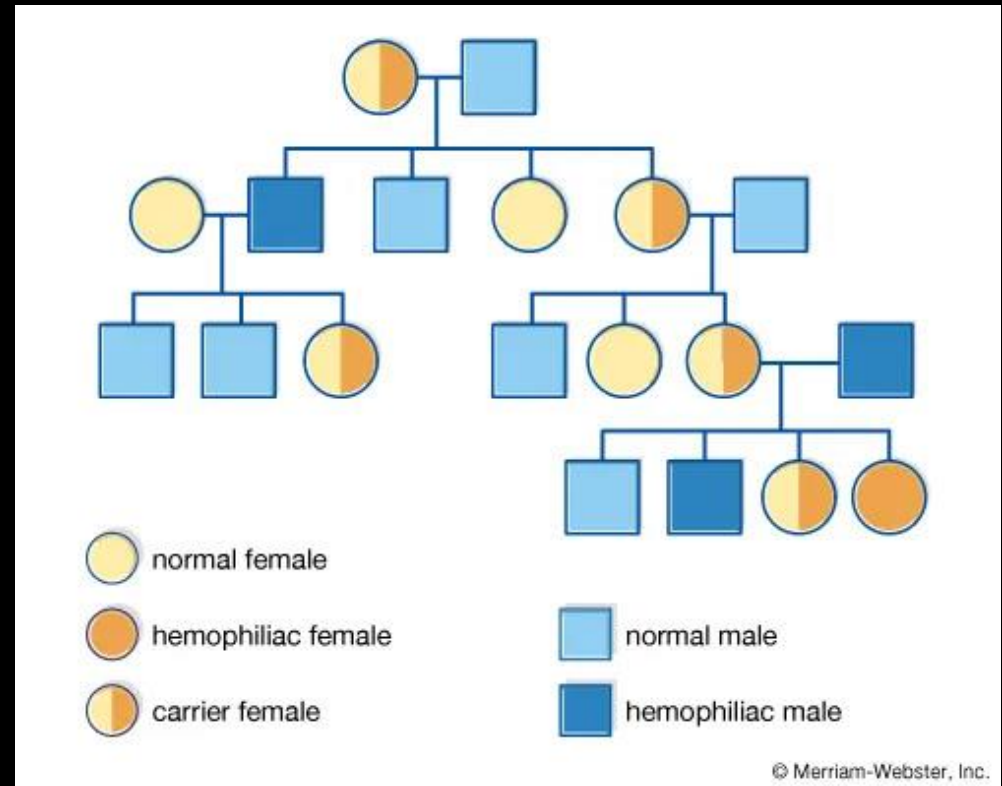 normal female
hemophiliac female
carrier female
normal male
hemophiliac male
© Merriam-Webster, Inc.